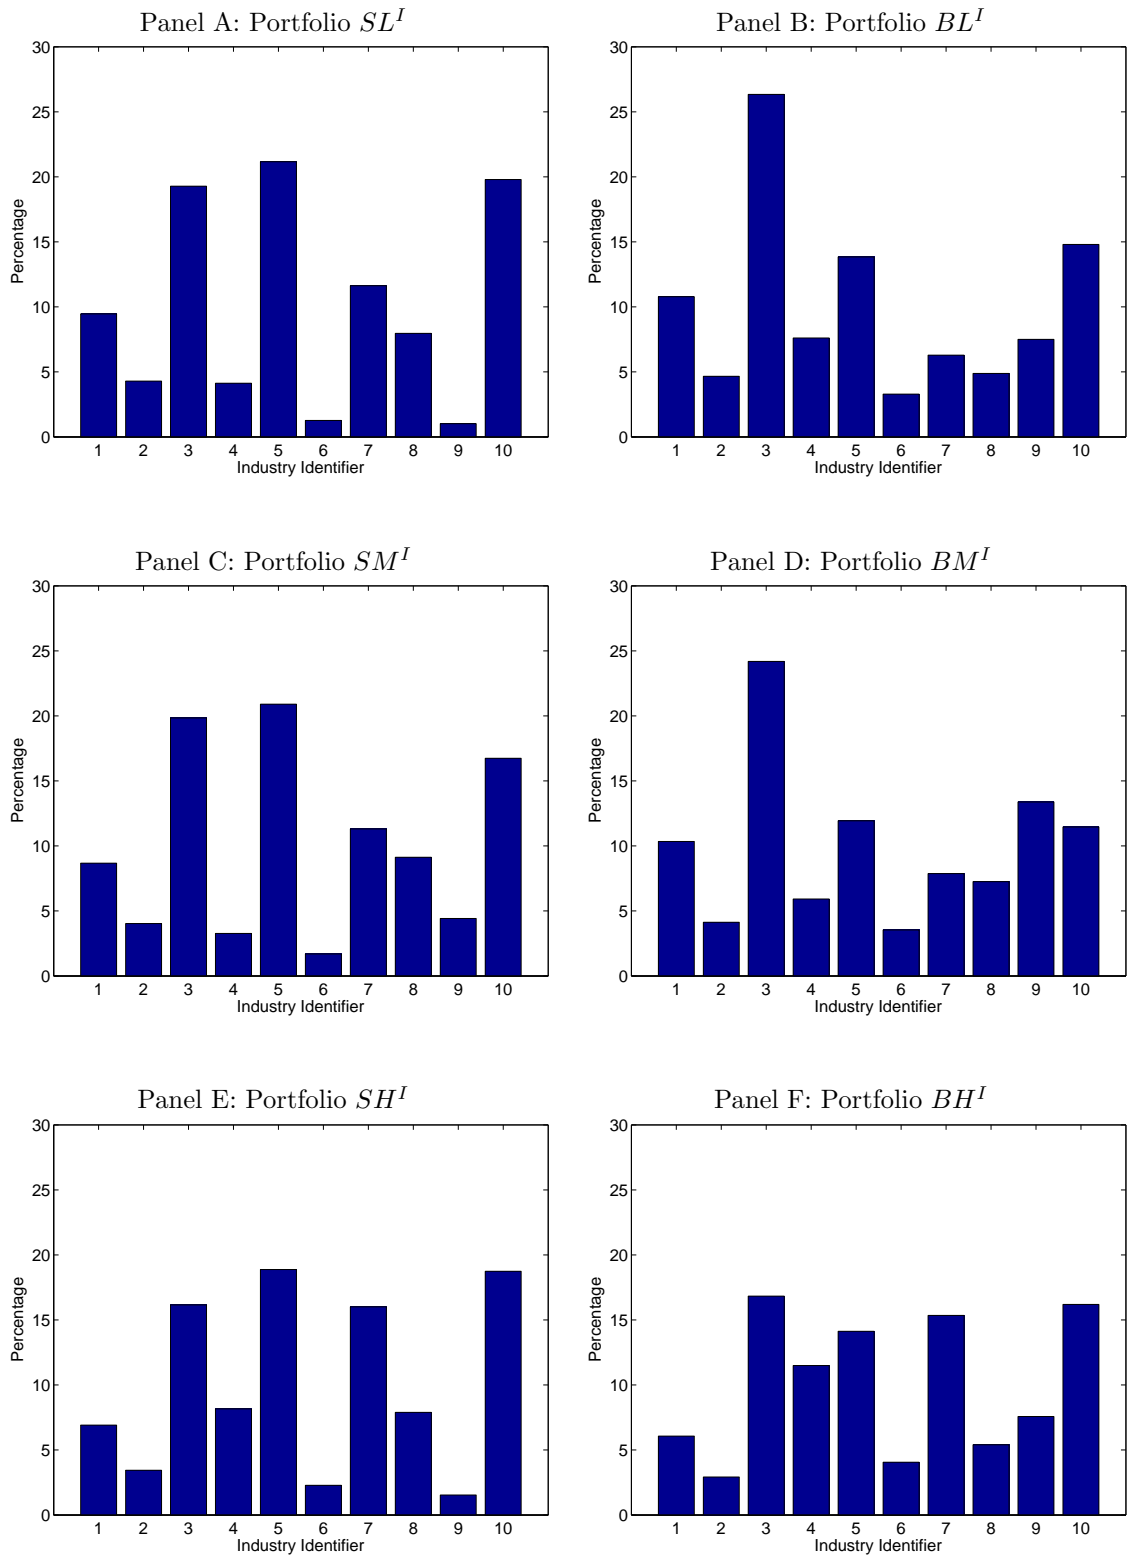 Panel A: Portfolio SL^I
30
25
20
15
10
5
0
Percentage
1 2 3 4 5 6 7 8 9 10
Industry Identifier
Panel B: Portfolio BL^I
30
25
20
15
10
5
0
Percentage
1 2 3 4 5 6 7 8 9 10
Industry Identifier
Panel C: Portfolio SM^I
30
25
20
15
10
5
0
Percentage
1 2 3 4 5 6 7 8 9 10
Industry Identifier
Panel D: Portfolio BM^I
30
25
20
15
10
5
0
Percentage
1 2 3 4 5 6 7 8 9 10
Industry Identifier
Panel E: Portfolio SH^I
30
25
20
15
10
5
0
Percentage
1 2 3 4 5 6 7 8 9 10
Industry Identifier
Panel F: Portfolio BH^I
30
25
20
15
10
5
0
Percentage
1 2 3 4 5 6 7 8 9 10
Industry Identifier